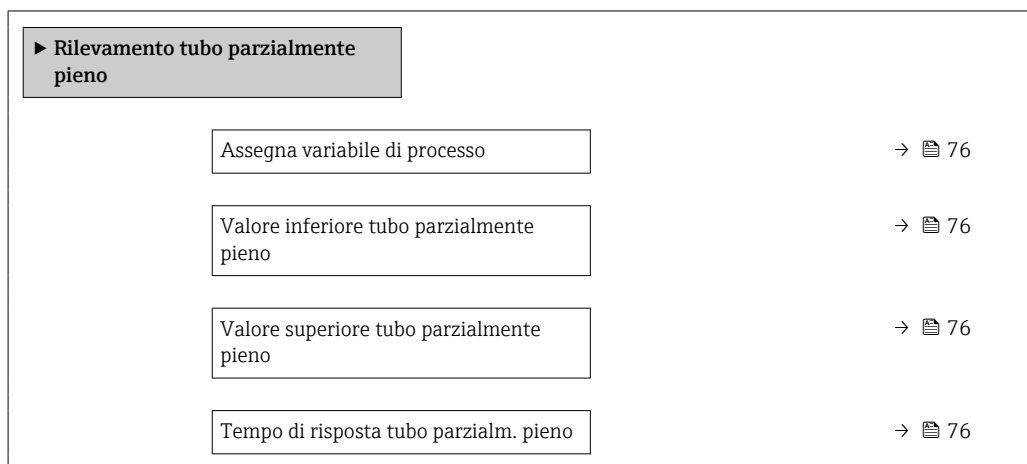 ▶ Rilevamento tubo parzialmente
pieno
Assegna variabile di processo → 76
Valore inferiore tubo parzialmente → 76
pieno
Valore superiore tubo parzialmente → 76
pieno
Tempo di risposta tubo parzialm. pieno → 76